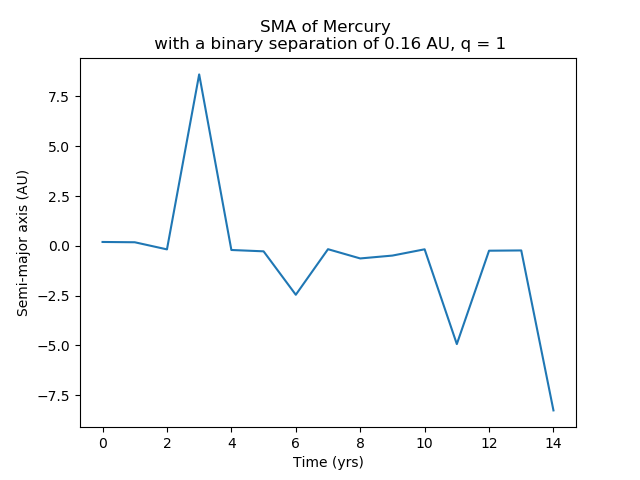 SMA of Mercury
with a binary separation of 0.16 AU, q = 1
Semi-major axis (AU)
7.5
5.0
2.5
0.0
−2.5
−5.0
−7.5
0 2 4 6 8 10 12 14
Time (yrs)